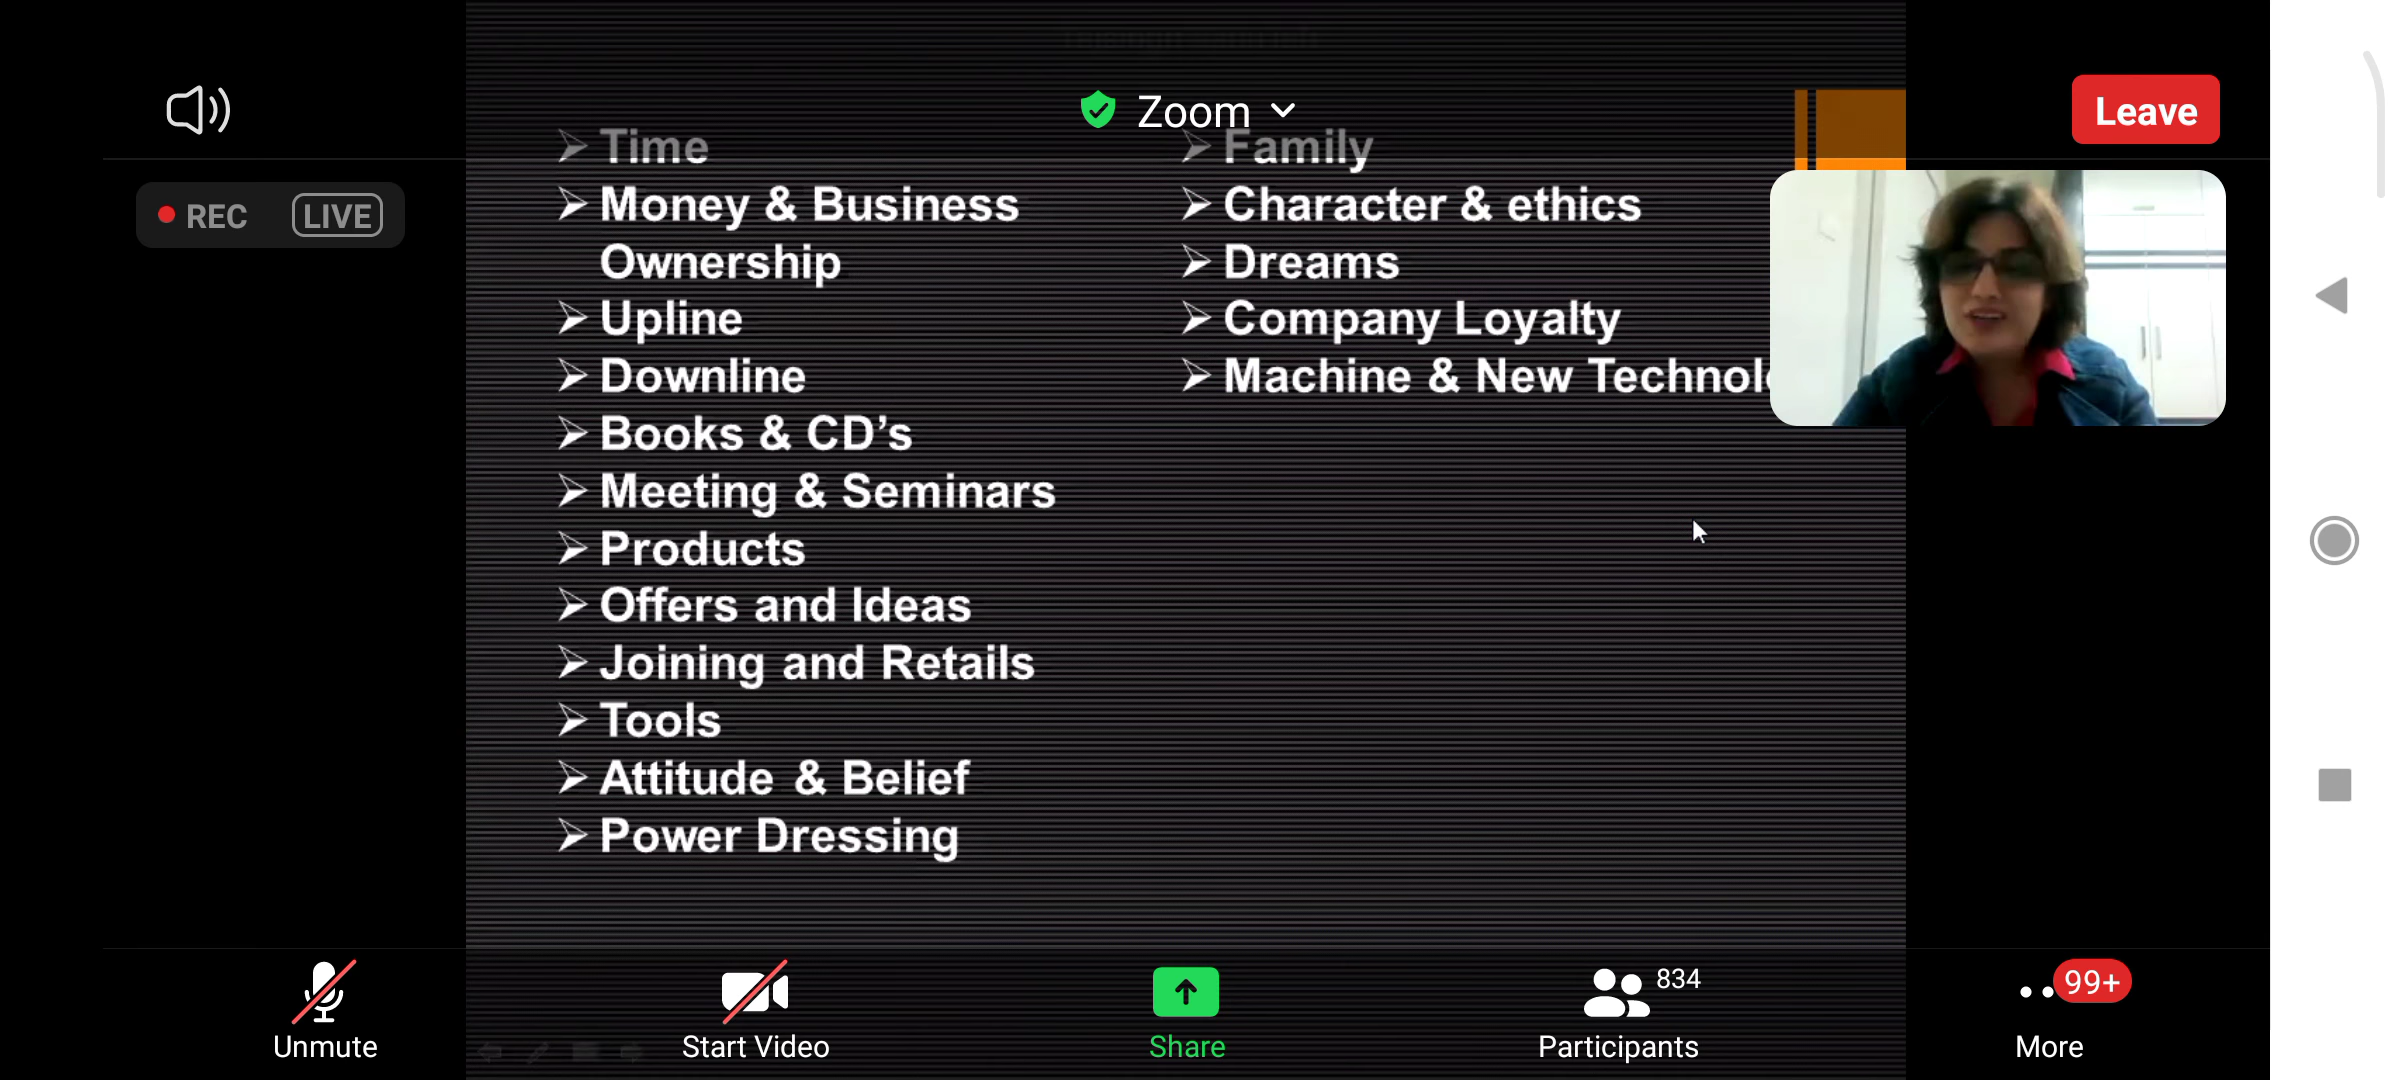 Zoom
Leave
REC LIVE
Time
Money & Business
Ownership
Upline
Downline
Books & CD’s
Meeting & Seminars
Products
Offers and Ideas
Joining and Retails
Tools
Attitude & Belief
Power Dressing
Family
Character & ethics
Dreams
Company Loyalty
Machine & New
Unmute
Start Video
Share
834
Participants
99+
More